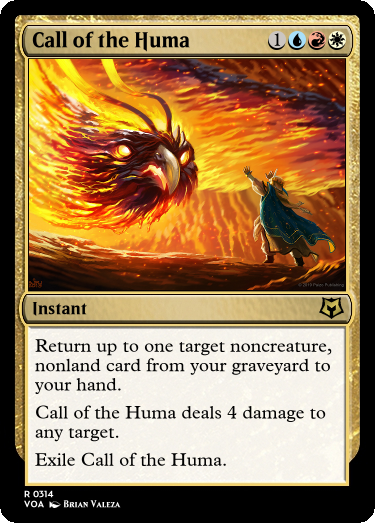 Call of the Huma
1
Instant
Return up to one target noncreature,
nonland card from your graveyard to
your hand.
Call of the Huma deals 4 damage to
any target.
Exile Call of the Huma.
R 0314
VOA BRIAN VALEZA